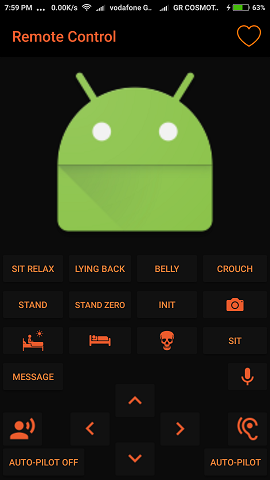 7:59 PM ... 0.00K/s vodafone G.. GR COSMOT.. 63%
Remote Control
SIT RELAX LYING BACK BELLY CROUCH
STAND STAND ZERO INIT
SIT
MESSAGE
AUTO-PILOT OFF AUTO-PILOT